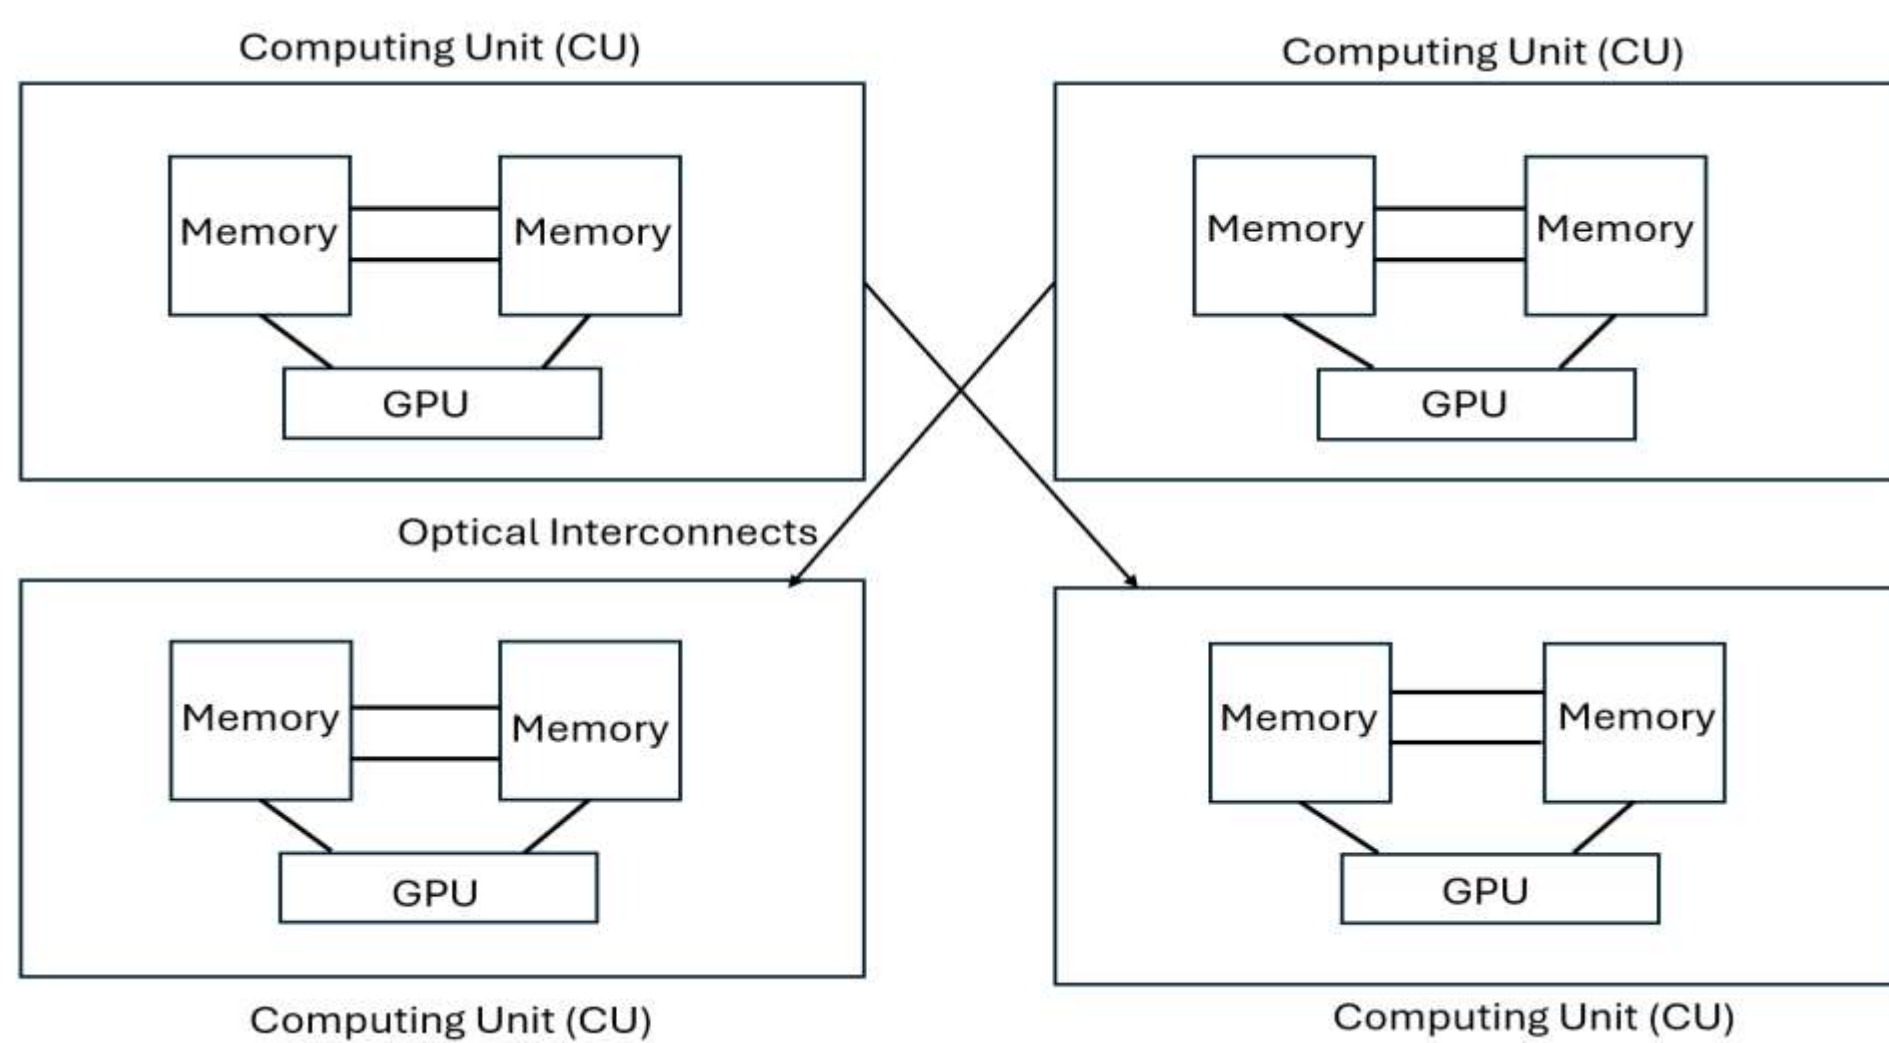 Computing Unit (CU)
Computing Unit (CU)
Memory
Memory
GPU
Memory
Memory
GPU
Optical Interconnects
Memory
Memory
GPU
Memory
Memory
GPU
Computing Unit (CU)
Computing Unit (CU)